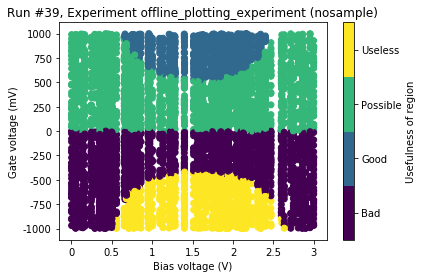 Run #39, Experiment offline_plotting_experiment (nosample)
Gate voltage (mV)
1000
750
500
250
0
-250
-500
-750
-1000
0
0.5
1
1.5
2
2.5
3
Bias voltage (V)
Useless
Possible
Good
Bad
Usefulness of region